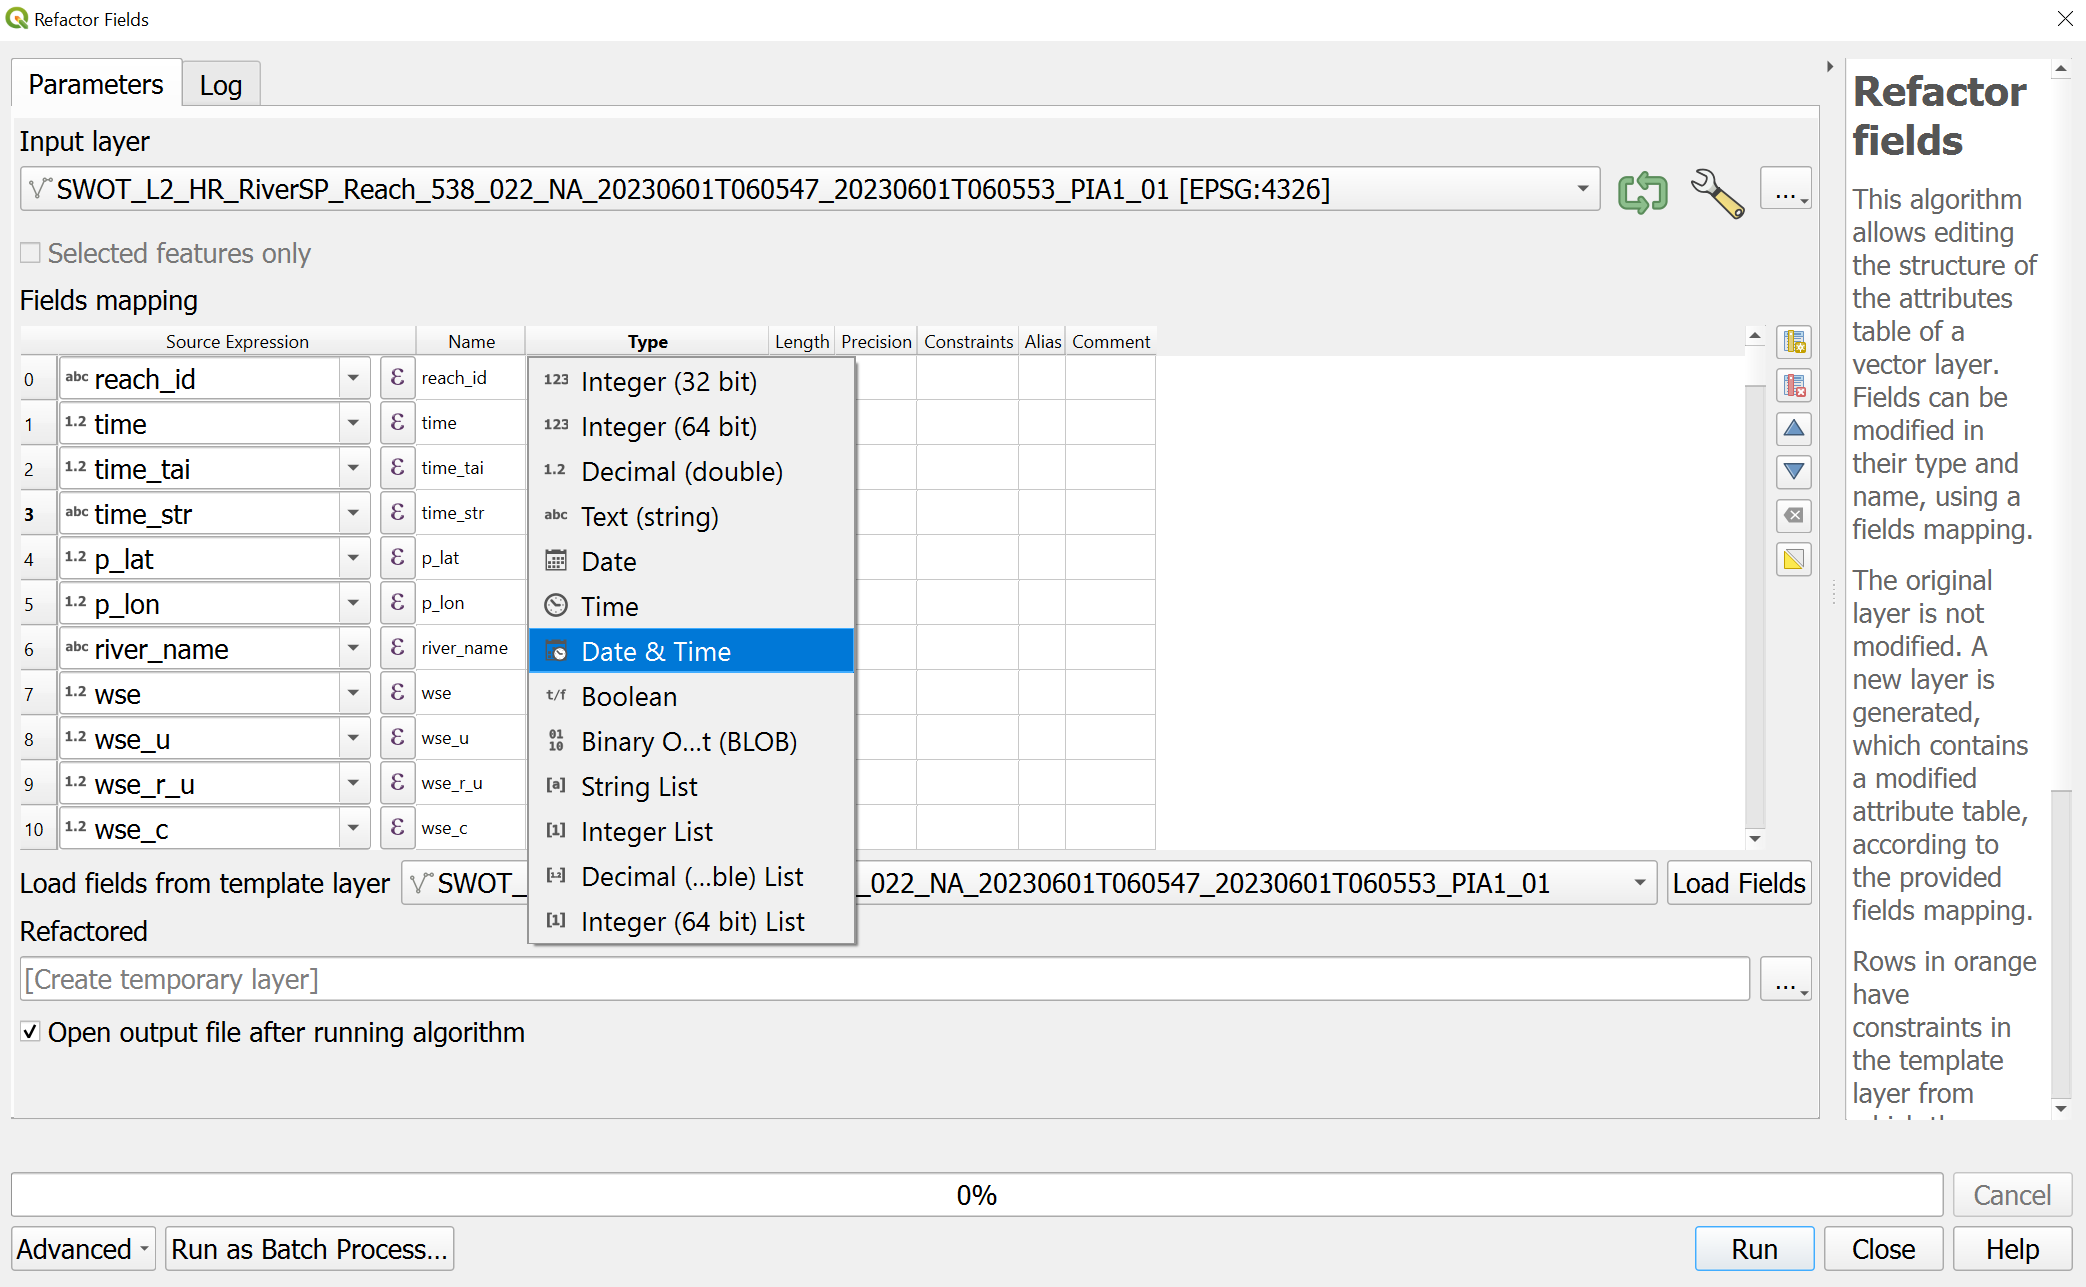 Refactor Fields
Parameters
Log
Input layer
SWOT_L2_HR_RiverSP_Reach_538_022_NA_20230601T060547_20230601T060553_PIA1_01 [EPSG:4326]
...
Selected features only
Fields mapping
Source Expression Name Type Length Precision Constraints Alias Comment
0 abc reach_id ε reach_id
1 1.2 time ε time
2 1.2 time_tai ε time_tai
3 abc time_str ε time_str
4 1.2 p_lat ε p_lat
5 1.2 p_lon ε p_lon
6 abc river_name ε river_name
7 1.2 wse ε wse
8 1.2 wse_u ε wse_u
9 1.2 wse_r_u ε wse_r_u
10 1.2 wse_c ε wse_c
123 Integer (32 bit)
123 Integer (64 bit)
1.2 Decimal (double)
abc Text (string)
Date
Time
Date & Time
t/f Boolean
01 10 Binary O...t (BLOB)
[a] String List
[1] Integer List
[1.2] Decimal (...ble) List
[1] Integer (64 bit) List
Load fields from template layer SWOT_ _022_NA_20230601T060547_20230601T060553_PIA1_01 Load Fields
Refactored
[Create temporary layer]
...
Open output file after running algorithm
Refactor
fields
This algorithm
allows editing
the structure of
the attributes
table of a
vector layer.
Fields can be
modified in
their type and
name, using a
fields mapping.
The original
layer is not
modified. A
new layer is
generated,
which contains
a modified
attribute table,
according to
the provided
fields mapping.
Rows in orange
have
constraints in
the template
layer from
0%
Cancel
Advanced
Run as Batch Process...
Run
Close
Help